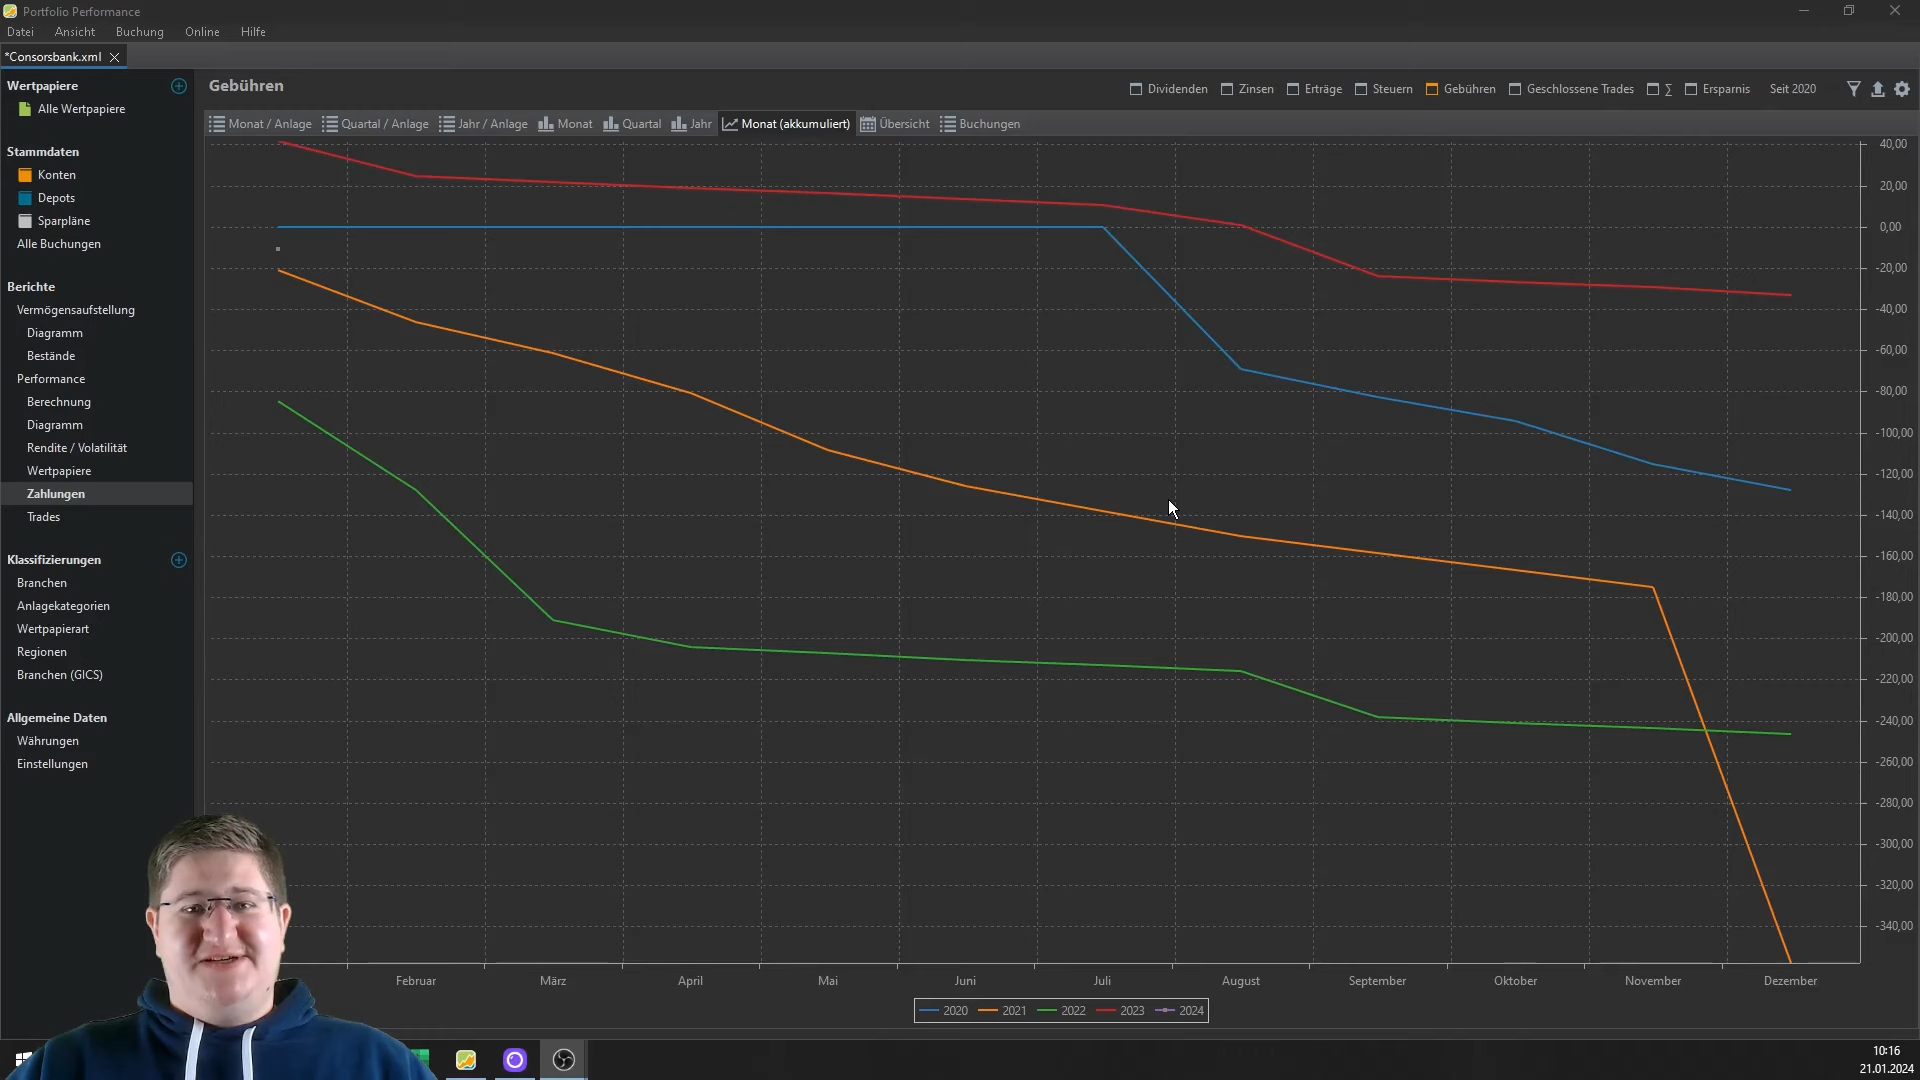 Portfolio Performance
Datei Ansicht Buchung Online Hilfe
*Consorsbank.xml
Wertpapiere
Alle Wertpapiere
Stammdaten
Konten
Depots
Sparpläne
Alle Buchungen
Berichte
Vermögensaufstellung
Diagramm
Bestände
Performance
Berechnung
Diagramm
Rendite / Volatilität
Wertpapiere
Zahlungen
Trades
Klassifizierungen
Branchen
Anlagekategorien
Wertpapierart
Regionen
Branchen (GICS)
Allgemeine Daten
Währungen
Einstellungen
Gebühren
Dividenden Zinsen Erträge Steuern Gebühren Geschlossene Trades ∑ Ersparnis Seit 2020
Monat / Anlage Quartal / Anlage Jahr / Anlage Monat Quartal Jahr Monat (akkumuliert) Übersicht Buchungen
40,00
20,00
0,00
-20,00
-40,00
-60,00
-80,00
-100,00
-120,00
-140,00
-160,00
-180,00
-200,00
-220,00
-240,00
-260,00
-280,00
-300,00
-320,00
-340,00
Februar März April Mai Juni Juli August September Oktober November Dezember
2020 2021 2022 2023 2024
10:16
21.01.2024